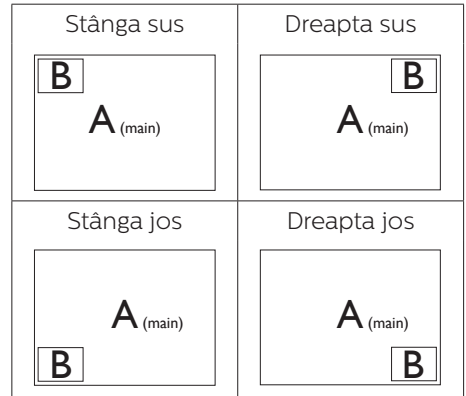 Stânga sus
B
A (main)
Dreapta sus
B
A (main)
Stânga jos
A (main)
B
Dreapta jos
A (main)
B